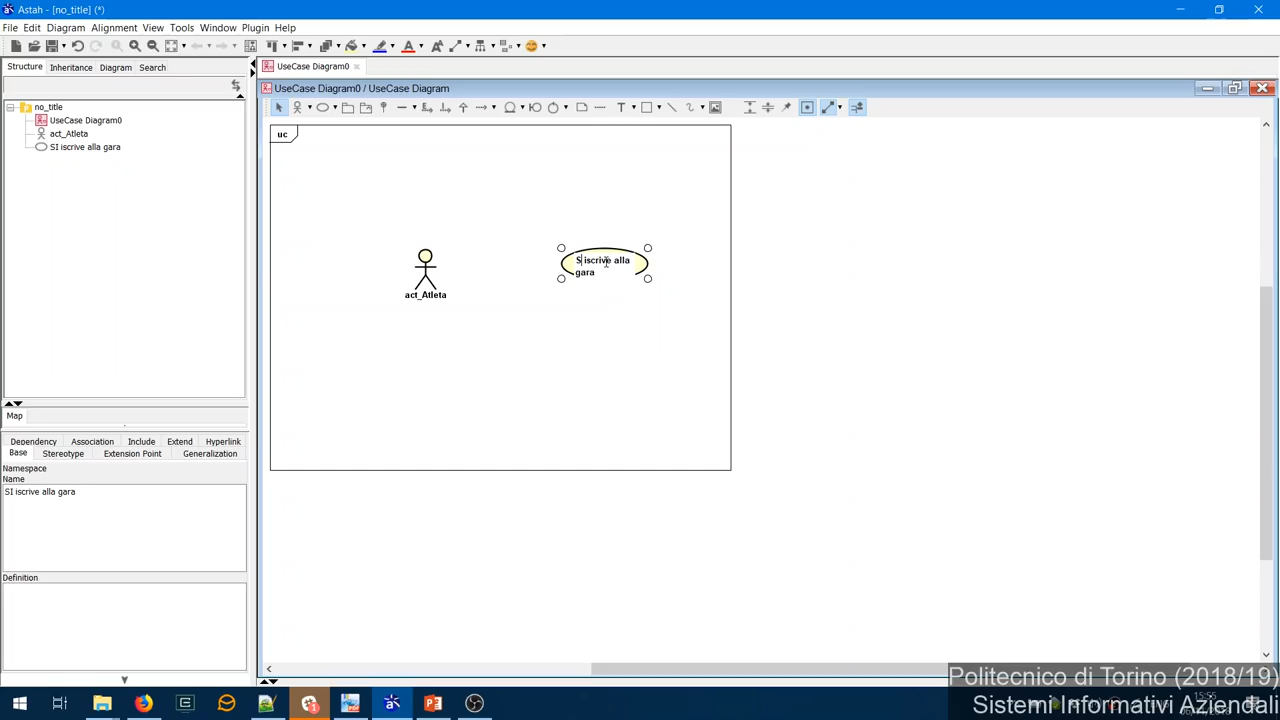 Astah - [no_title] (*)
File Edit Diagram Alignment View Tools Window Plugin Help
Structure Inheritance Diagram Search
no_title
UseCase Diagram0
act_Atleta
SI iscrive alla gara
Map
Dependency Association Include Extend Hyperlink
Base Stereotype Extension Point Generalization
Namespace
Name
SI iscrive alla gara
Definition
UseCase Diagram0
UseCase Diagram0 / UseCase Diagram
uc
act_Atleta
S iscrive alla
gara
Politecnico di Torino (2018/19)
Sistemi Informativi Aziendali
15:55